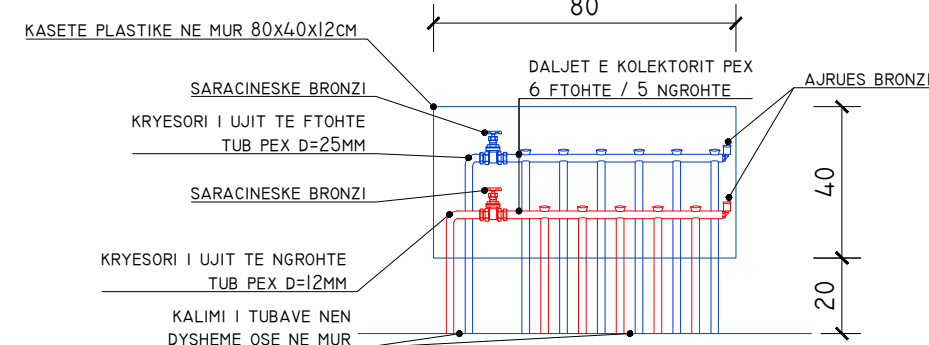 80
KASETE PLASTIKE NE MUR 80X40X12CM
DALJET E KOLEKTORIT PEX
6 FTOHTE / 5 NGROHTE
AJRUES BRONZI
SARACINESKE BRONZI
KRYESORI I UJIT TE FTOHTE
TUB PEX D=25MM
SARACINESKE BRONZI
40
KRYESORI I UJIT TE NGROHTE
TUB PEX D=12MM
20
KALIMI I TUBAVE NEN
DYSHEME OSE NE MUR